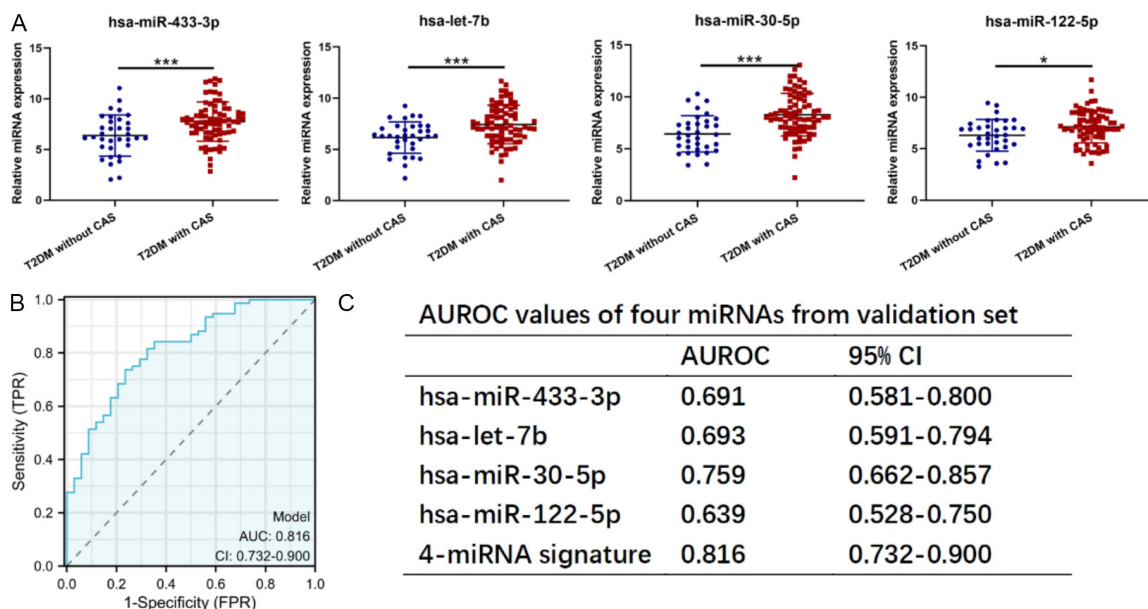 A
hsa-miR-433-3p
hsa-let-7b
hsa-miR-30-5p
hsa-miR-122-5p
Relative miRNA expression
15
10
5
0
***
T2DM without CAS
T2DM with CAS
Relative miRNA expression
15
10
5
0
***
T2DM without CAS
T2DM with CAS
Relative miRNA expression
15
10
5
0
***
T2DM without CAS
T2DM with CAS
Relative miRNA expression
15
10
5
0
*
T2DM without CAS
T2DM with CAS
B
Sensitivity (TPR)
1.0
0.8
0.6
0.4
0.2
0.0
Model
AUC: 0.816
CI: 0.732-0.900
0.0 0.2 0.4 0.6 0.8 1.0
1-Specificity (FPR)
C
AUROC values of four miRNAs from validation set
AUROC 95% CI
hsa-miR-433-3p 0.691 0.581-0.800
hsa-let-7b 0.693 0.591-0.794
hsa-miR-30-5p 0.759 0.662-0.857
hsa-miR-122-5p 0.639 0.528-0.750
4-miRNA signature 0.816 0.732-0.900